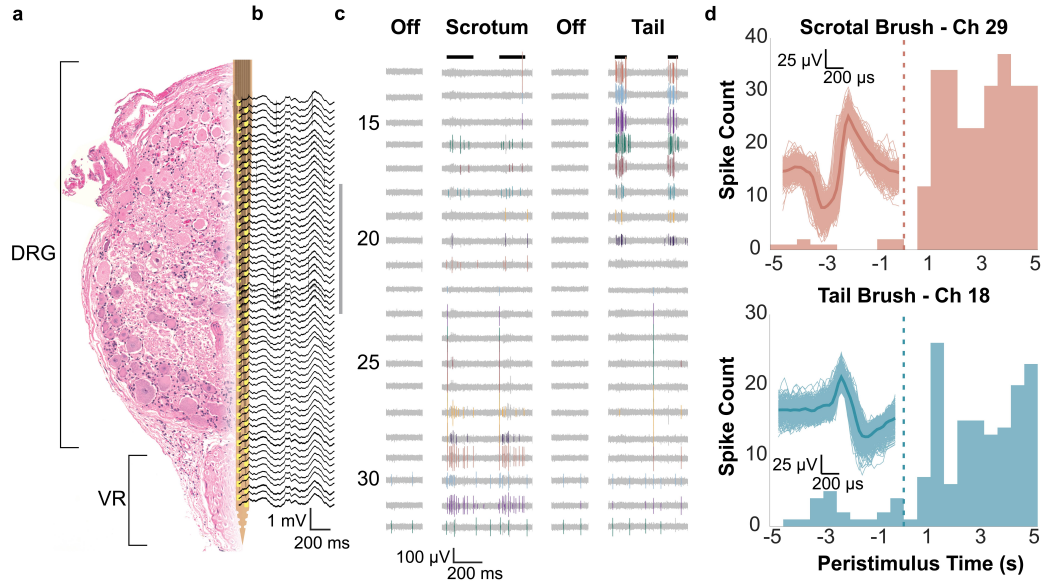 a
b
c
d
DRG
VR
1 mV
200 ms
Off
Scrotum
Off
Tail
15
20
25
30
100 µV
200 ms
Scrotal Brush - Ch 29
40
30
20
10
0
Spike Count
25 µV
200 µs
-5
-3
-1
1
3
5
Tail Brush - Ch 18
30
20
10
0
Spike Count
25 µV
200 µs
-5
-3
-1
1
3
5
Peristimulus Time (s)